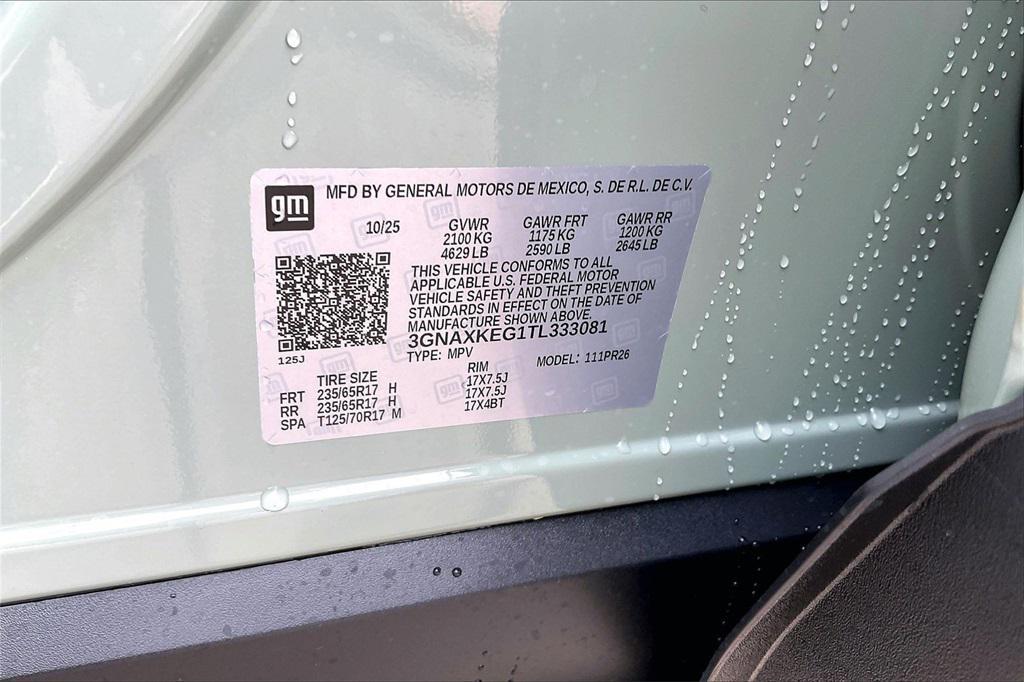 gm MFD BY GENERAL MOTORS DE MEXICO, S. DE R.L. DE C.V.
10/25 GVWR GAWR FRT GAWR RR
2100 KG 1175 KG 1200 KG
4629 LB 2590 LB 2645 LB
THIS VEHICLE CONFORMS TO ALL
APPLICABLE U.S. FEDERAL MOTOR
VEHICLE SAFETY AND THEFT PREVENTION
STANDARDS IN EFFECT ON THE DATE OF
MANUFACTURE SHOWN ABOVE.
3GNAXKEG1TL333081
125J
TYPE: MPV MODEL: 111PR26
TIRE SIZE RIM
FRT 235/65R17 H 17X7.5J
RR 235/65R17 H 17X7.5J
SPA T125/70R17 M 17X4BT